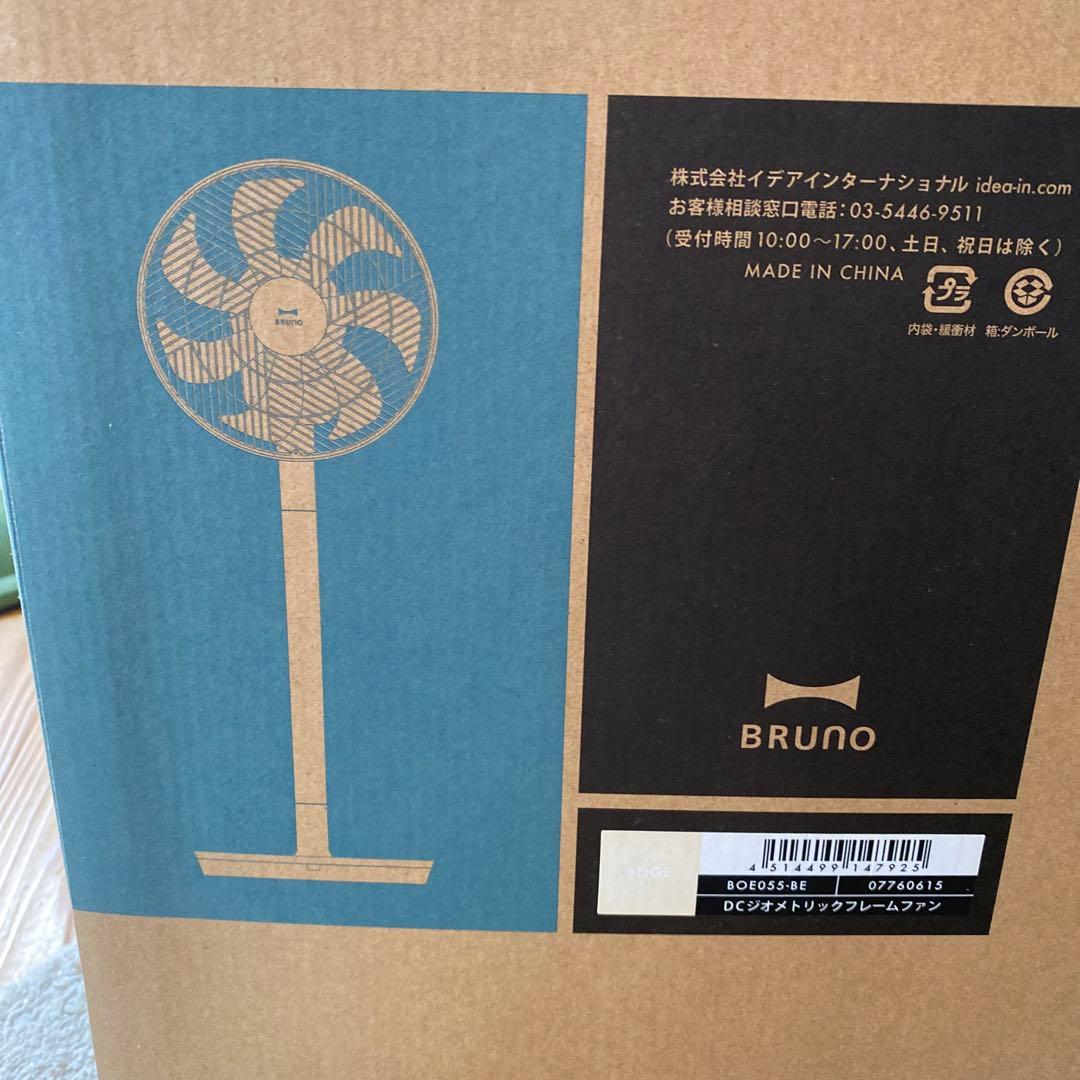 BRUNO
株式会社イデアインターナショナル idea-in.com
お客様相談窓口電話:03-5446-9511
(受付時間10:00〜17:00、土日、祝日は除く)
MADE IN CHINA
プラ
内袋・緩衝材 箱:ダンボール
BRUNO
BEIGE
4 514499 147925
BOE055-BE 07760615
DCジオメトリックフレームファン